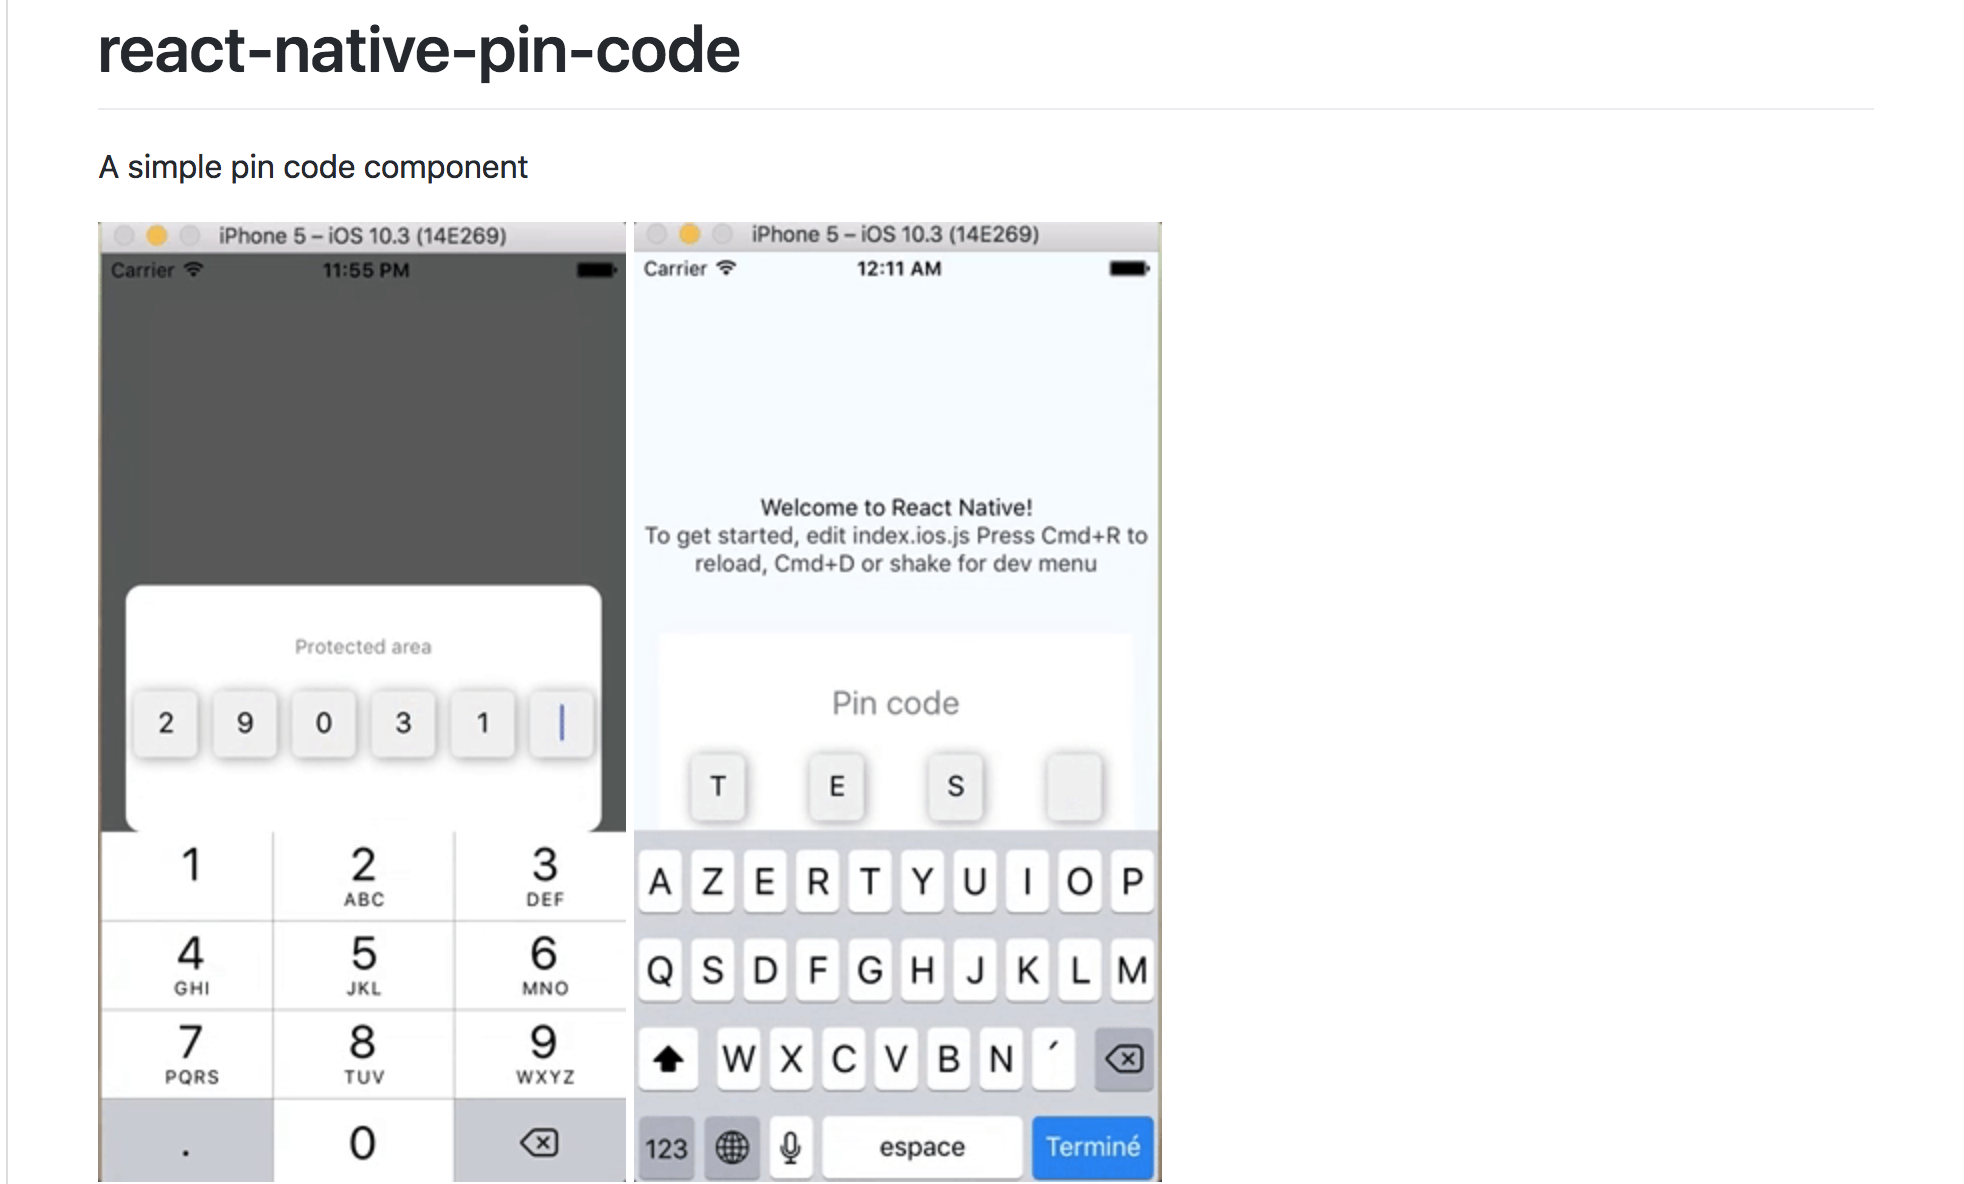 react-native-pin-code
A simple pin code component
iPhone 5 – iOS 10.3 (14E269)
Carrier 11:55 PM
Protected area
2 9 0 3 1
1 2 3
ABC DEF
4 5 6
GHI JKL MNO
7 8 9
PQRS TUV WXYZ
. 0
iPhone 5 – iOS 10.3 (14E269)
Carrier 12:11 AM
Welcome to React Native!
To get started, edit index.ios.js Press Cmd+R to
reload, Cmd+D or shake for dev menu
Pin code
T E S
A Z E R T Y U I O P
Q S D F G H J K L M
W X C V B N ´
123 espace Terminé